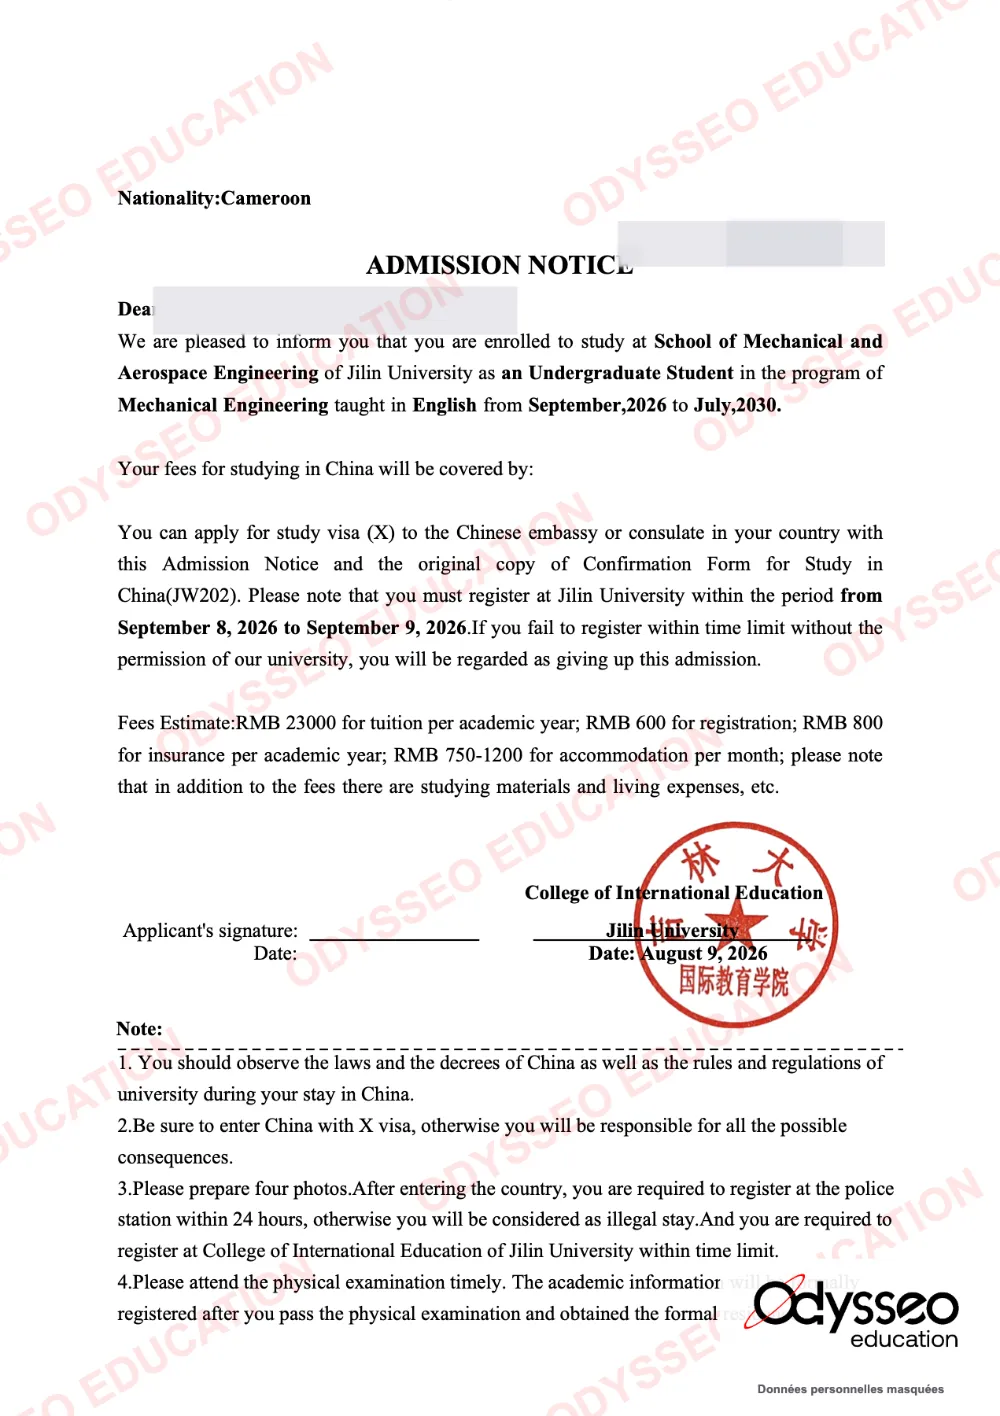 Nationality:Cameroon
ADMISSION NOTICE
Dear
We are pleased to inform you that you are enrolled to study at School of Mechanical and
Aerospace Engineering of Jilin University as an Undergraduate Student in the program of
Mechanical Engineering taught in English from September,2026 to July,2030.
Your fees for studying in China will be covered by:
You can apply for study visa (X) to the Chinese embassy or consulate in your country with
this Admission Notice and the original copy of Confirmation Form for Study in
China(JW202). Please note that you must register at Jilin University within the period from
September 8, 2026 to September 9, 2026.If you fail to register within time limit without the
permission of our university, you will be regarded as giving up this admission.
Fees Estimate:RMB 23000 for tuition per academic year; RMB 600 for registration; RMB 800
for insurance per academic year; RMB 750-1200 for accommodation per month; please note
that in addition to the fees there are studying materials and living expenses, etc.
College of International Education
Applicant's signature:
Jilin University
Date:
Date: August 9, 2026
吉林大学
国际教育学院
Note:
1. You should observe the laws and the decrees of China as well as the rules and regulations of
university during your stay in China.
2.Be sure to enter China with X visa, otherwise you will be responsible for all the possible
consequences.
3.Please prepare four photos.After entering the country, you are required to register at the police
station within 24 hours, otherwise you will be considered as illegal stay.And you are required to
register at College of International Education of Jilin University within time limit.
4.Please attend the physical examination timely. The academic information will be formally
registered after you pass the physical examination and obtained the formal
Odysseo
education
Données personnelles masquées
ODYSSEO EDUCATION